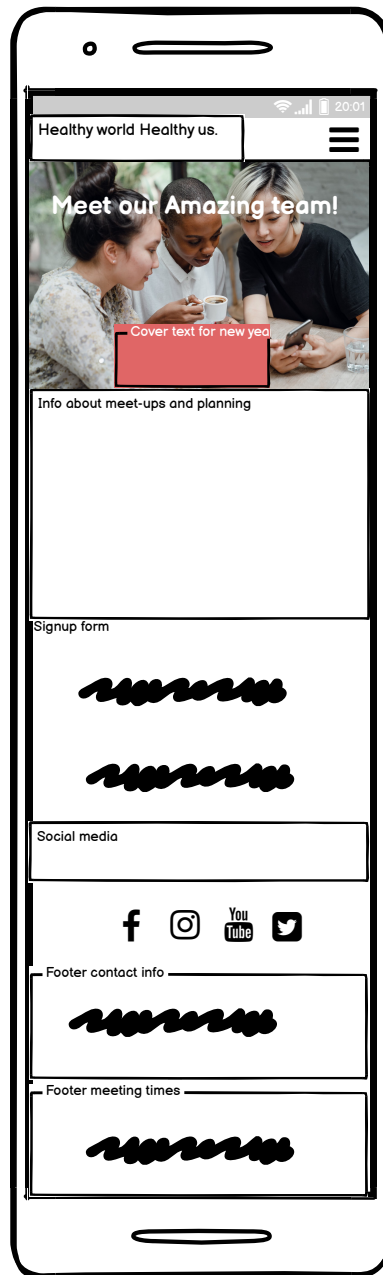 20:01
Healthy world Healthy us.
Meet our Amazing team!
Cover text for new yea
Info about meet-ups and planning
Signup form
Social media
You
Tube
Footer contact info
Footer meeting times